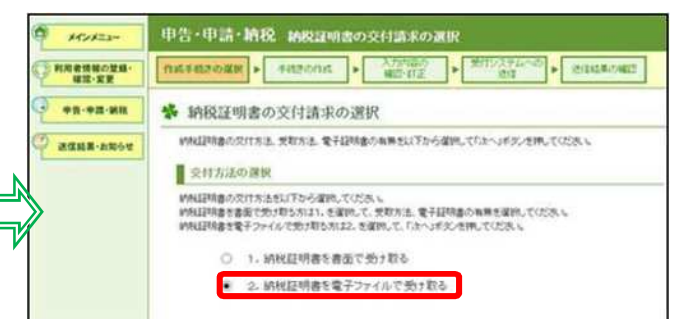 メインメニュー
利用者情報の登録・
確認・変更
申告・申請・納税
送信結果・お知らせ
申告・申請・納税 納税証明書の交付請求の選択
作成手続きの選択
手続きの作成
入力内容の
確認・訂正
受付システムへの
送信
送信結果の確認
納税証明書の交付請求の選択
納税証明書の交付方法、受取方法、電子証明書の有無を以下から選択して「次へ」ボタンを押してください。
交付方法の選択
納税証明書の交付方法を以下から選択してください。
納税証明書を書面で受け取る方は1.を選択して、受取方法、電子証明書の有無を選択してください。
納税証明書を電子ファイルで受け取る方は2.を選択して、「次へ」ボタンを押してください。
1. 納税証明書を書面で受け取る
2. 納税証明書を電子ファイルで受け取る